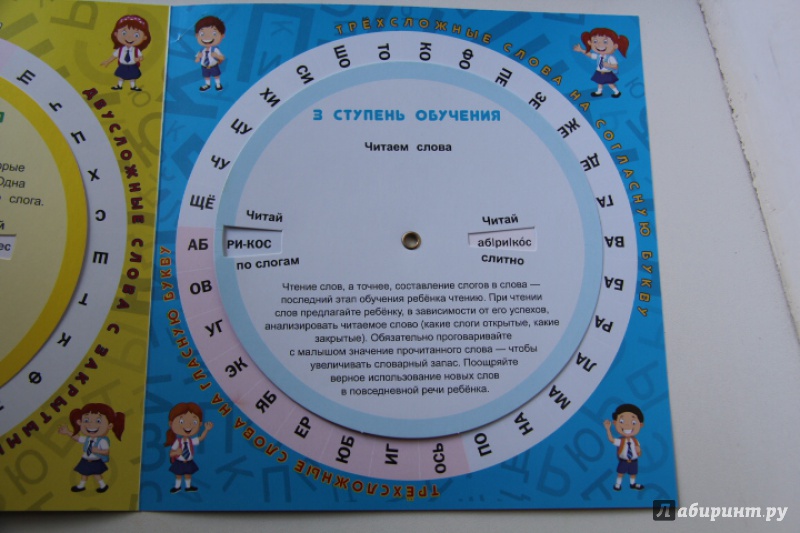 орые
Одна
слога.
й
ес
Ц
Ч
Ц
Х
С
Ш
Т
К
Ф
ДВУСЛОЖНЫЕ СЛОВА С ЗАКРЫТЫМ
ТРЁХСЛОЖНЫЕ СЛОВА НА СОГЛАСНУЮ БУКВУ
ЩЁ
ЧУ
ЦУ
ХИ
СИ
ШО
ТО
КО
ФО
ПЕ
ЗЕ
ЖЕ
ДЕ
ГА
ВА
БА
РА
ЛА
МА
НА
ПО
3 СТУПЕНЬ ОБУЧЕНИЯ
Читаем слова
Читай
АБ РИ-КОС
по слогам
Читай
аб|ри|ко́с
слитно
Чтение слов, а точнее, составление слогов в слова —
последний этап обучения ребёнка чтению. При чтении
слов предлагайте ребёнку, в зависимости от его успехов,
анализировать читаемое слово (какие слоги открытые, какие
закрытые). Обязательно проговаривайте
с малышом значение прочитанного слова — чтобы
увеличивать словарный запас. Поощряйте
верное использование новых слов
в повседневной речи ребёнка.
ОВ
УГ
ЭК
ЯБ
ЕР
ЮБ
ИГ
ОСЬ
ТРЁХСЛОЖНЫЕ СЛОВА НА ГЛАСНУЮ БУКВУ
Лабиринт.ру